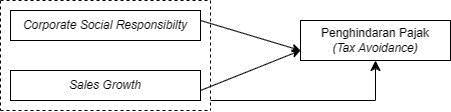 Corporate Social Responsibilty
Penghindaran Pajak
(Tax Avoidance)
Sales Growth